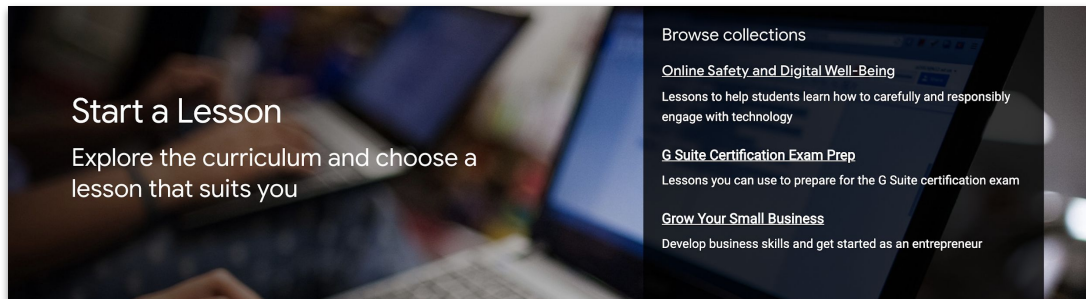 Start a Lesson
Explore the curriculum and choose a
lesson that suits you
Browse collections
Online Safety and Digital Well-Being
Lessons to help students learn how to carefully and responsibly
engage with technology
G Suite Certification Exam Prep
Lessons you can use to prepare for the G Suite certification exam
Grow Your Small Business
Develop business skills and get started as an entrepreneur